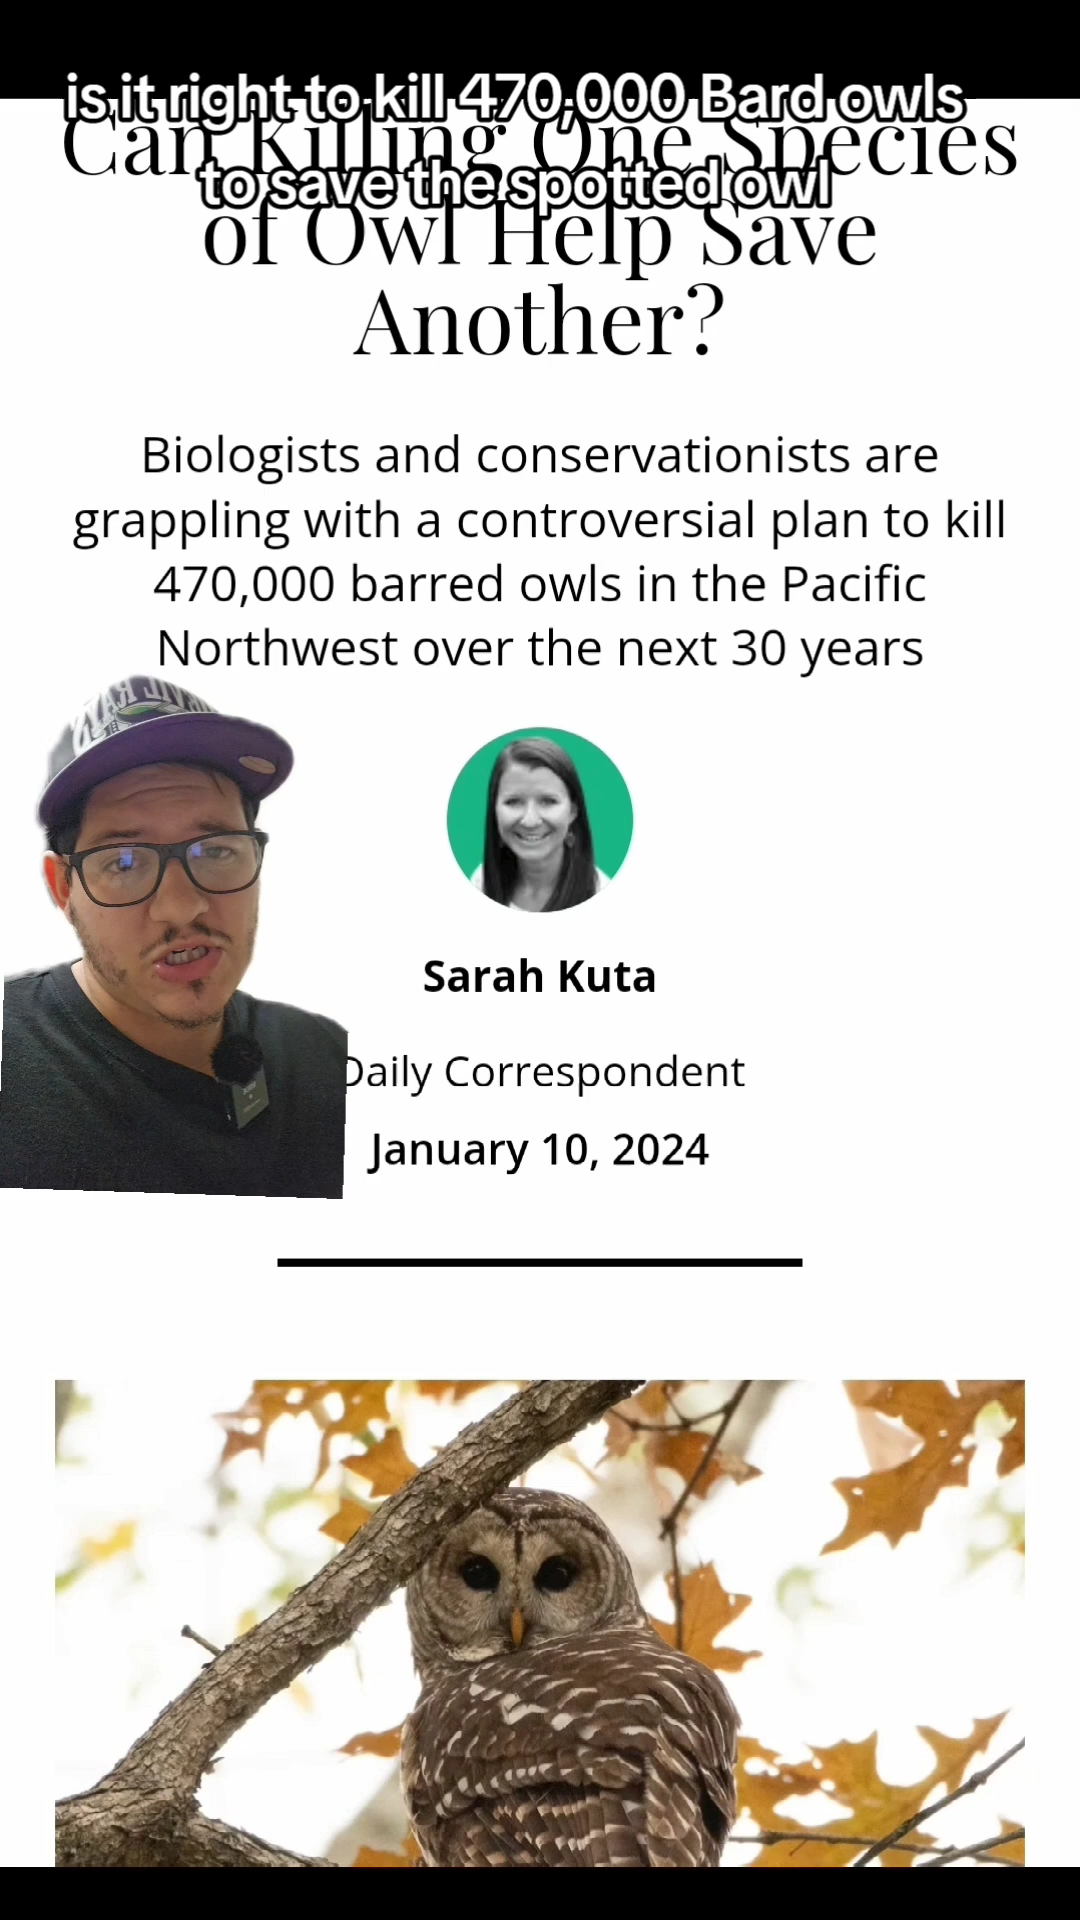 is it right to kill 470,000 Bard owls
Can Killing One Species
to save the spotted owl
of Owl Help Save
Another?
Biologists and conservationists are
grappling with a controversial plan to kill
470,000 barred owls in the Pacific
Northwest over the next 30 years
Sarah Kuta
Daily Correspondent
January 10, 2024